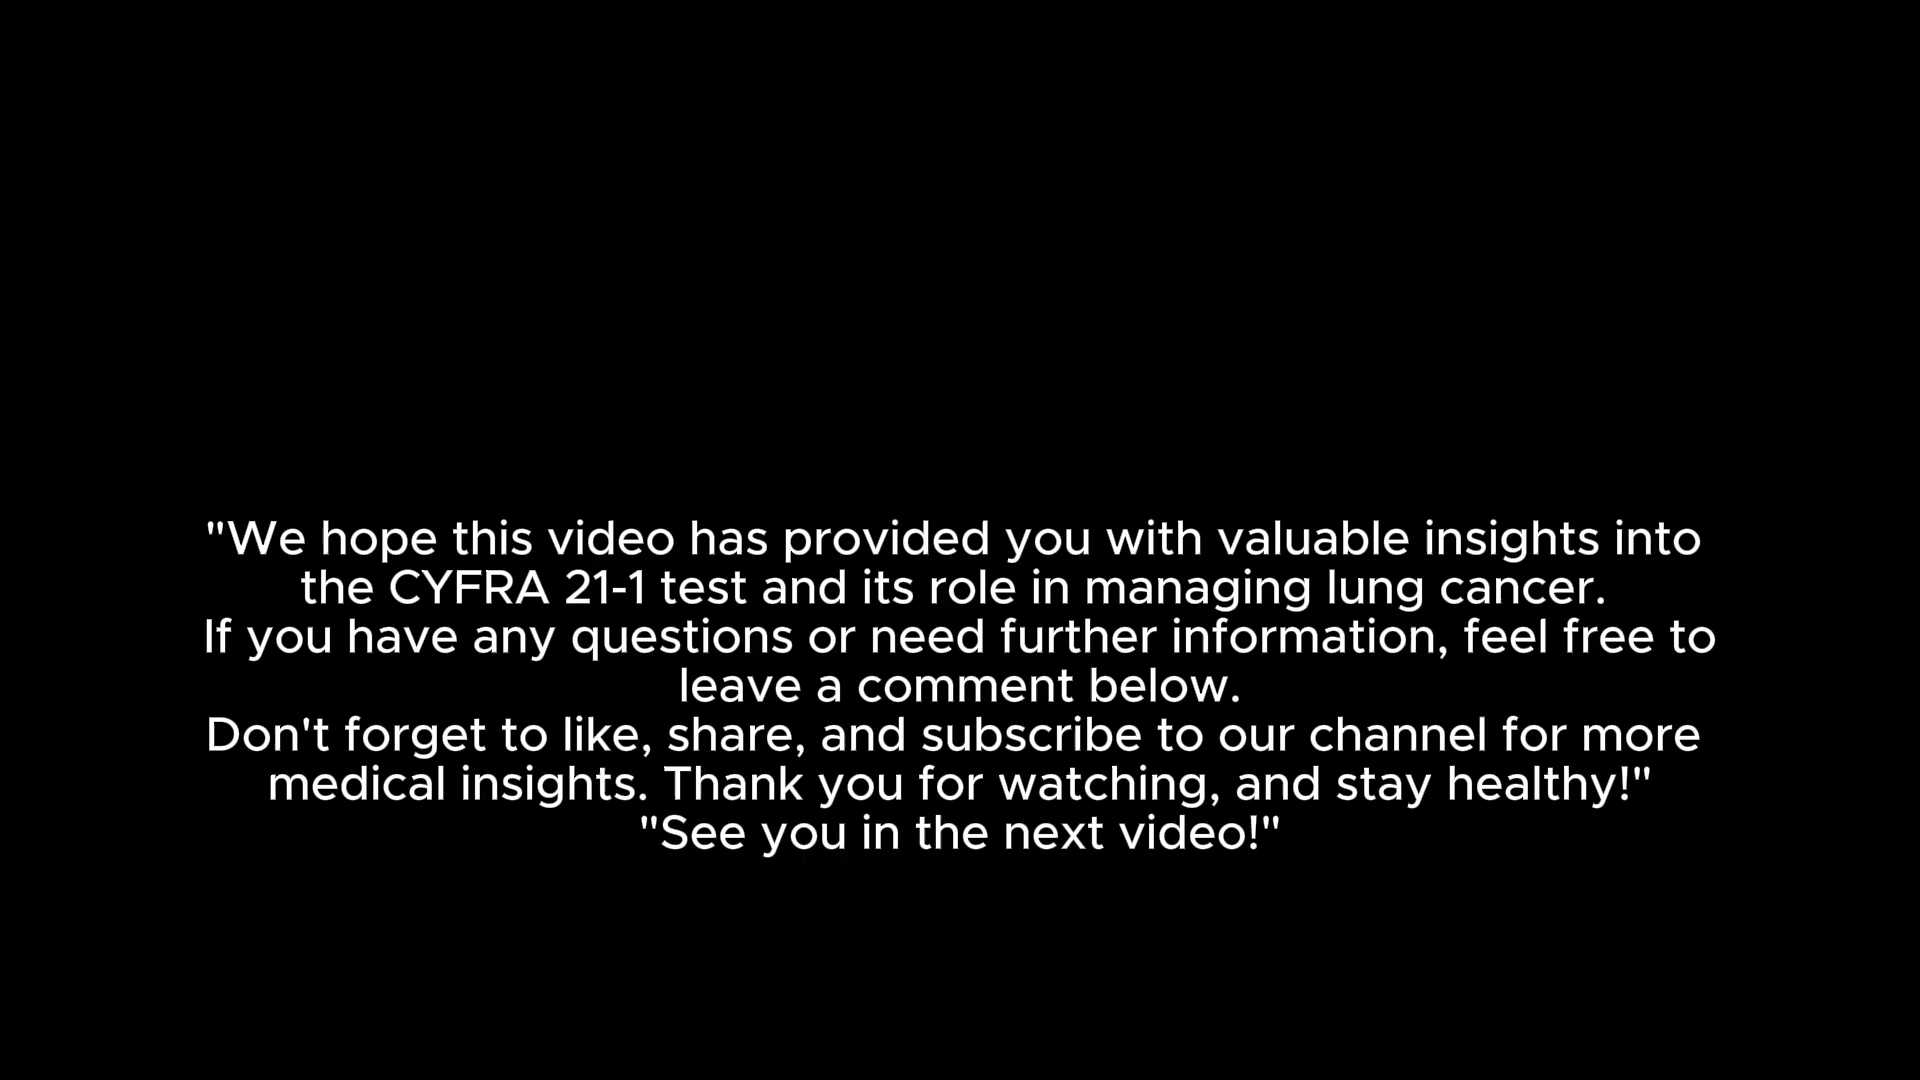 "We hope this video has provided you with valuable insights into
the CYFRA 21-1 test and its role in managing lung cancer.
If you have any questions or need further information, feel free to
leave a comment below.
Don't forget to like, share, and subscribe to our channel for more
medical insights. Thank you for watching, and stay healthy!"
"See you in the next video!"